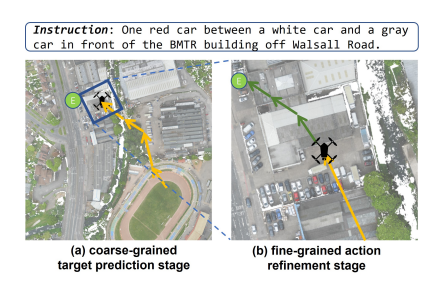 Instruction: One red car between a white car and a gray
car in front of the BMTR building off Walsall Road.
E
E
(a) coarse-grained
target prediction stage
(b) fine-grained action
refinement stage